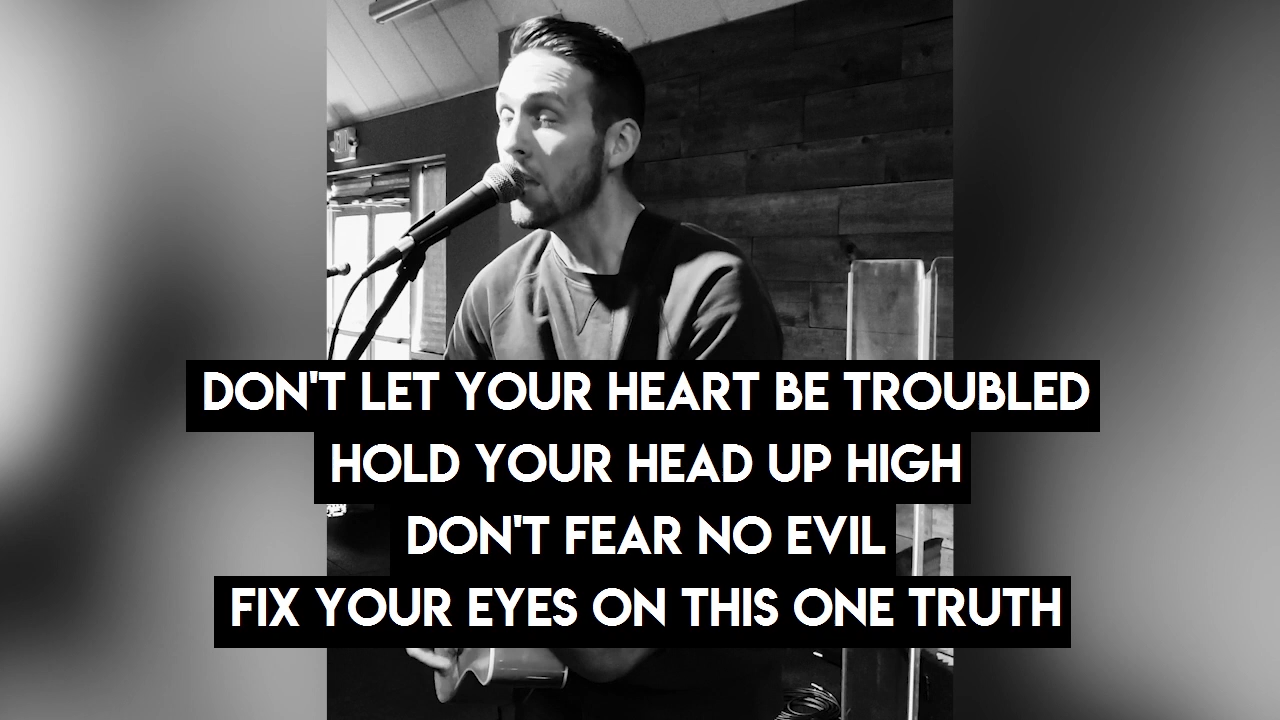 DON'T LET YOUR HEART BE TROUBLED
HOLD YOUR HEAD UP HIGH
DON'T FEAR NO EVIL
FIX YOUR EYES ON THIS ONE TRUTH